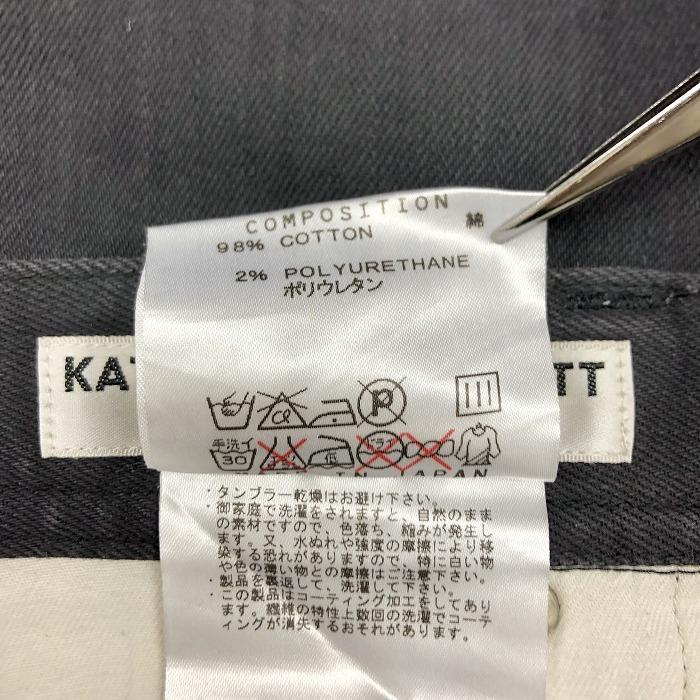 COMPOSITION
98% COTTON 綿
2% POLYURETHANE
ポリウレタン
KAT TT
Cl P
手洗イ
30 ドライ
IN JAPAN
・タンブラー乾燥はお避け下さい。
・御家庭で洗濯をされますと、自然のまま
の素材ですので、色落ち、縮みが発生し
ます。又、水ぬれや強度の摩擦により移
染する恐れがありますので、特に白い物
や色の薄い物との摩擦はご注意下さい。
・製品を裏返して、洗濯して下さい。
・この製品はコーティング加工をしてあり
ます。繊維の特性上数回の洗濯でコーテ
ィングが消失するおそれがあります。